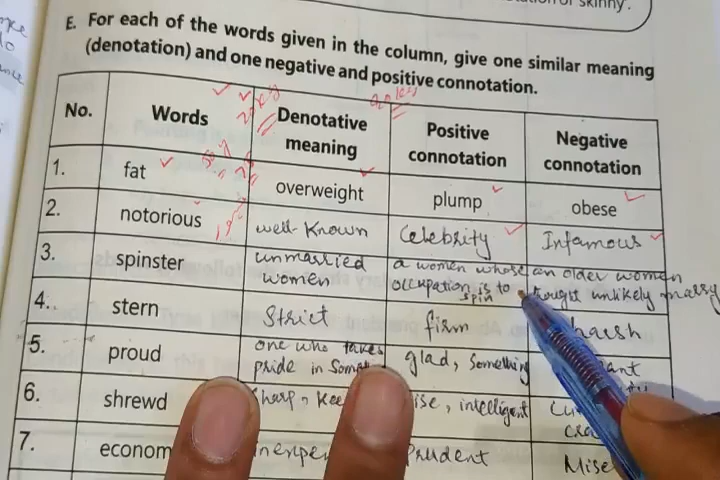 skinny.
E. For each of the words given in the column, give one similar meaning
(denotation) and one negative and positive connotation.
No. Words Denotative meaning Positive connotation Negative connotation
1. fat overweight plump obese
2. notorious well known Celebrity Infamous
3. spinster unmarried women a women whose occupation is to spin an older women thought unlikely marry
4. stern Strict firm harsh
5. proud one who takes pride in glad, Something
6. shrewd Sharp, intelligent
7. econom Prudent Mise